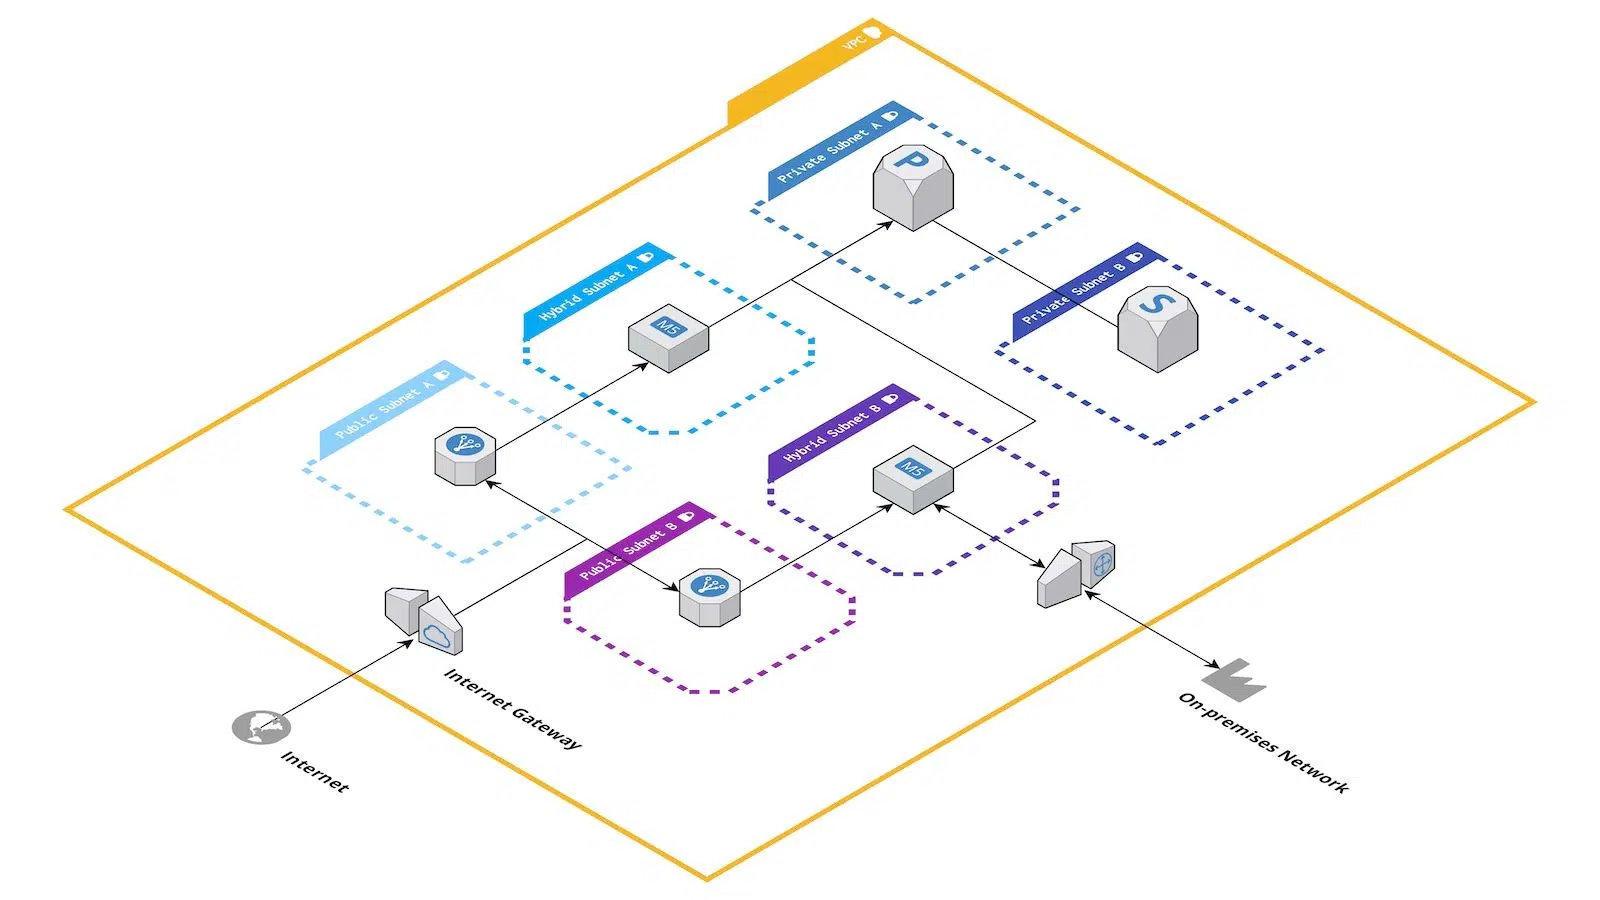 VPC
Private Subnet A
P
Hybrid Subnet A
Private Subnet B
S
M5
Public Subnet A
Hybrid Subnet B
M5
Public Subnet B
Internet Gateway
On-premises Network
Internet